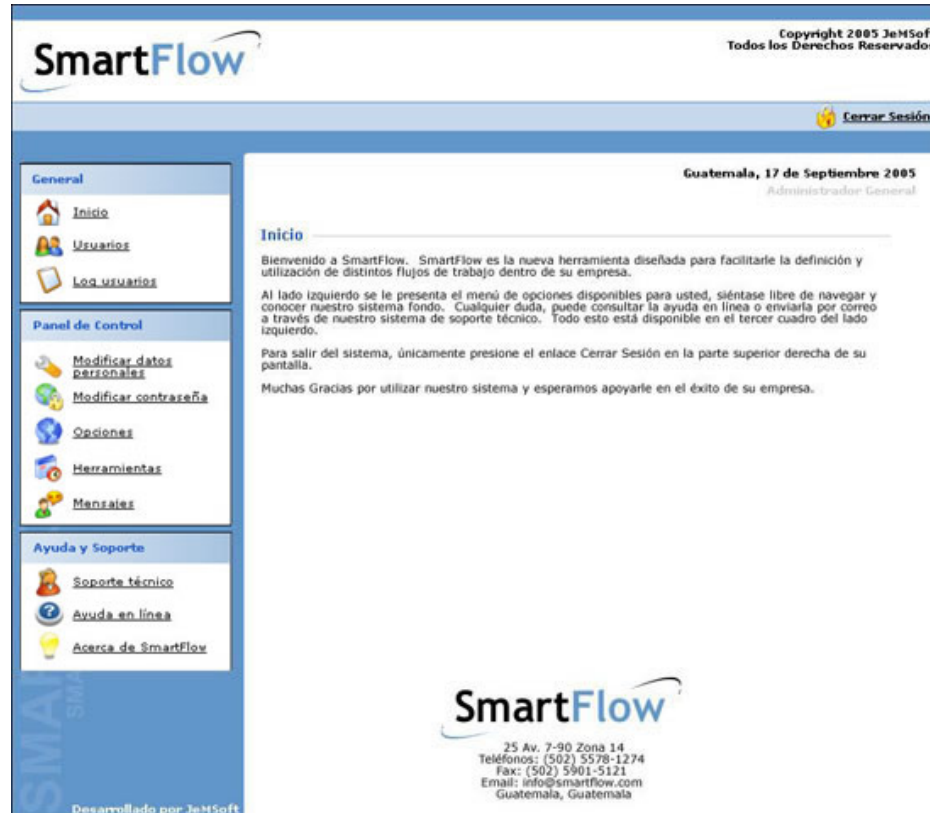 SmartFlow
Copyright 2005 JeMSoft
Todos los Derechos Reservados
Cerrar Sesión
General
Inicio
Usuarios
Log usuarios
Panel de Control
Modificar datos
personales
Modificar contraseña
Opciones
Herramientas
Mensajes
Ayuda y Soporte
Soporte técnico
Ayuda en línea
Acerca de SmartFlow
SMAR
SMA
Desarrollado por JeMSoft
Guatemala, 17 de Septiembre 2005
Administrador General
Inicio
Bienvenido a SmartFlow. SmartFlow es la nueva herramienta diseñada para facilitarle la definición y
utilización de distintos flujos de trabajo dentro de su empresa.
Al lado izquierdo se le presenta el menú de opciones disponibles para usted, siéntase libre de navegar y
conocer nuestro sistema fondo. Cualquier duda, puede consultar la ayuda en línea o enviarla por correo
a través de nuestro sistema de soporte técnico. Todo esto está disponible en el tercer cuadro del lado
izquierdo.
Para salir del sistema, únicamente presione el enlace Cerrar Sesión en la parte superior derecha de su
pantalla.
Muchas Gracias por utilizar nuestro sistema y esperamos apoyarle en el éxito de su empresa.
SmartFlow
25 Av. 7-90 Zona 14
Teléfonos: (502) 5578-1274
Fax: (502) 5901-5121
Email: info@smartflow.com
Guatemala, Guatemala